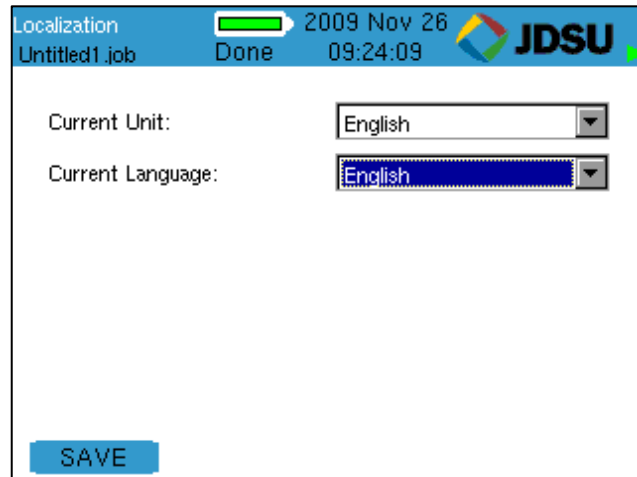 Localization
2009 Nov 26
JDSU
Untitled1.job
Done
09:24:09
Current Unit:
English
Current Language:
English
SAVE